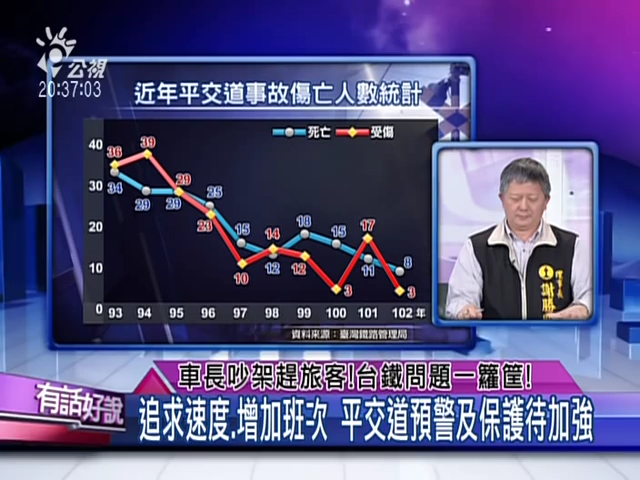 公視
20:37:03
近年平交道事故傷亡人數統計
死亡 受傷
40
30
20
10
0
36 39 29 23 10 14 12 3 17 3
34 29 29 25 15 12 18 15 11 8
93 94 95 96 97 98 99 100 101 102 年
資料來源：臺灣鐵路管理局
理事長
謝勝
有話好說
車長吵架趕旅客!台鐵問題一籮筐!
追求速度.增加班次 平交道預警及保護待加強